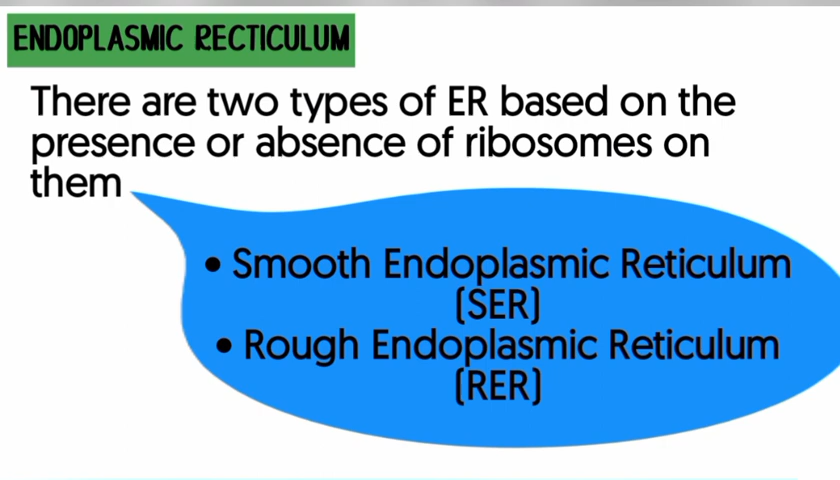 ENDOPLASMIC RECTICULUM
There are two types of ER based on the
presence or absence of ribosomes on
them
• Smooth Endoplasmic Reticulum
(SER)
• Rough Endoplasmic Reticulum
(RER)